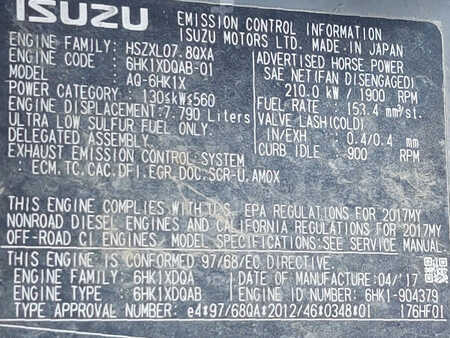 ISUZU EMISSION CONTROL INFORMATION
ISUZU MOTORS LTD. MADE IN JAPAN
ENGINE FAMILY: HSZXL07.8QXA
ENGINE CODE : 6HK1XDQAB-01
MODEL : AQ-6HK1X
POWER CATEGORY : 130≤kW≤560
ENGINE DISPLACEMENT:7.790 Liters
ULTRA LOW SULFUR FUEL ONLY.
DELEGATED ASSEMBLY.
EXHAUST EMISSION CONTROL SYSTEM
: ECM.TC.CAC.DFI.EGR.DOC.SCR-U.AMOX
ADVERTISED HORSE POWER
SAE NET(FAN DISENGAGED)
210.0 kW / 1900 RPM
FUEL RATE : 153.4 mm³/st.
VALVE LASH(COLD)
IN/EXH : 0.4/0.4 mm
CURB IDLE : 900 RPM
THIS ENGINE COMPLIES WITH U.S. EPA REGULATIONS FOR 2017MY
NONROAD DIESEL ENGINES AND CALIFORNIA REGULATIONS FOR 2017MY
OFF-ROAD CI ENGINES. MODEL SPECIFICATIONS:SEE SERVICE MANUAL
THIS ENGINE IS CONFORMED 97/68/EC DIRECTIVE
ENGINE FAMILY : 6HK1XDQA DATE OF MANUFACTURE:04/'17
ENGINE TYPE : 6HK1XDQAB ENGINE ID NUMBER: 6HK1-904379
TYPE APPROVAL NUMBER: e4*97/68QA*2012/46*0348*01 176HF01